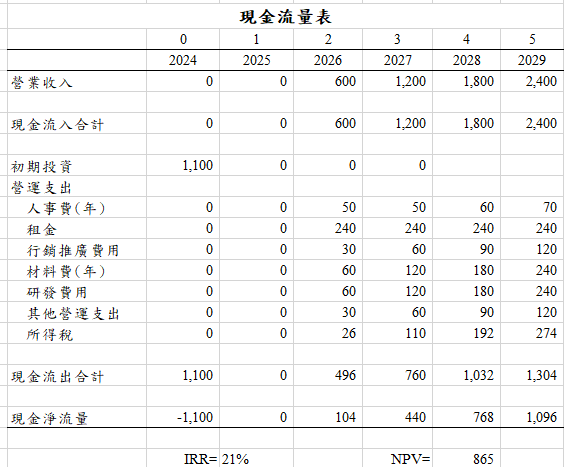 現金流量表
0 1 2 3 4 5
2024 2025 2026 2027 2028 2029
營業收入 0 0 600 1,200 1,800 2,400
現金流入合計 0 0 600 1,200 1,800 2,400
初期投資 1,100 0 0 0
營運支出
人事費(年) 0 0 50 50 60 70
租金 0 0 240 240 240 240
行銷推廣費用 0 0 30 60 90 120
材料費(年) 0 0 60 120 180 240
研發費用 0 0 60 120 180 240
其他營運支出 0 0 30 60 90 120
所得稅 0 0 26 110 192 274
現金流出合計 1,100 0 496 760 1,032 1,304
現金淨流量 -1,100 0 104 440 768 1,096
IRR= 21% NPV= 865